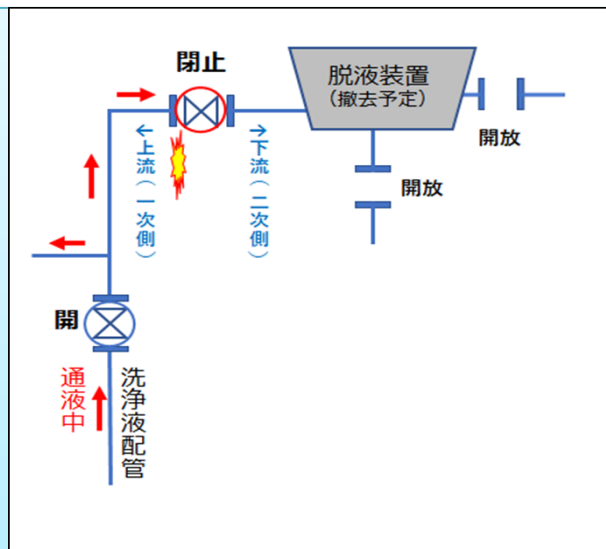 閉止
脱液装置
（撤去予定）
開放
開放
←上流（一次側）
→下流（二次側）
開
通液中
洗浄液配管